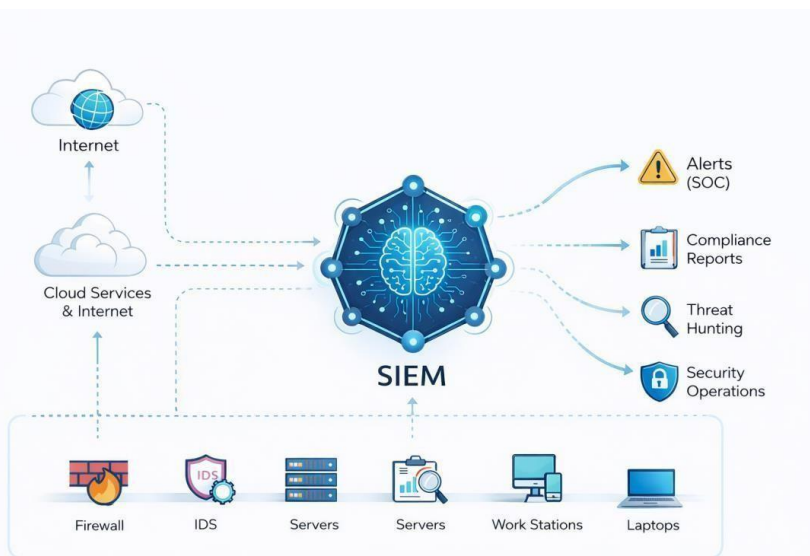 Internet
Cloud Services
& Internet
SIEM
Alerts
(SOC)
Compliance
Reports
Threat
Hunting
Security
Operations
IDS
Firewall
IDS
Servers
Servers
Work Stations
Laptops